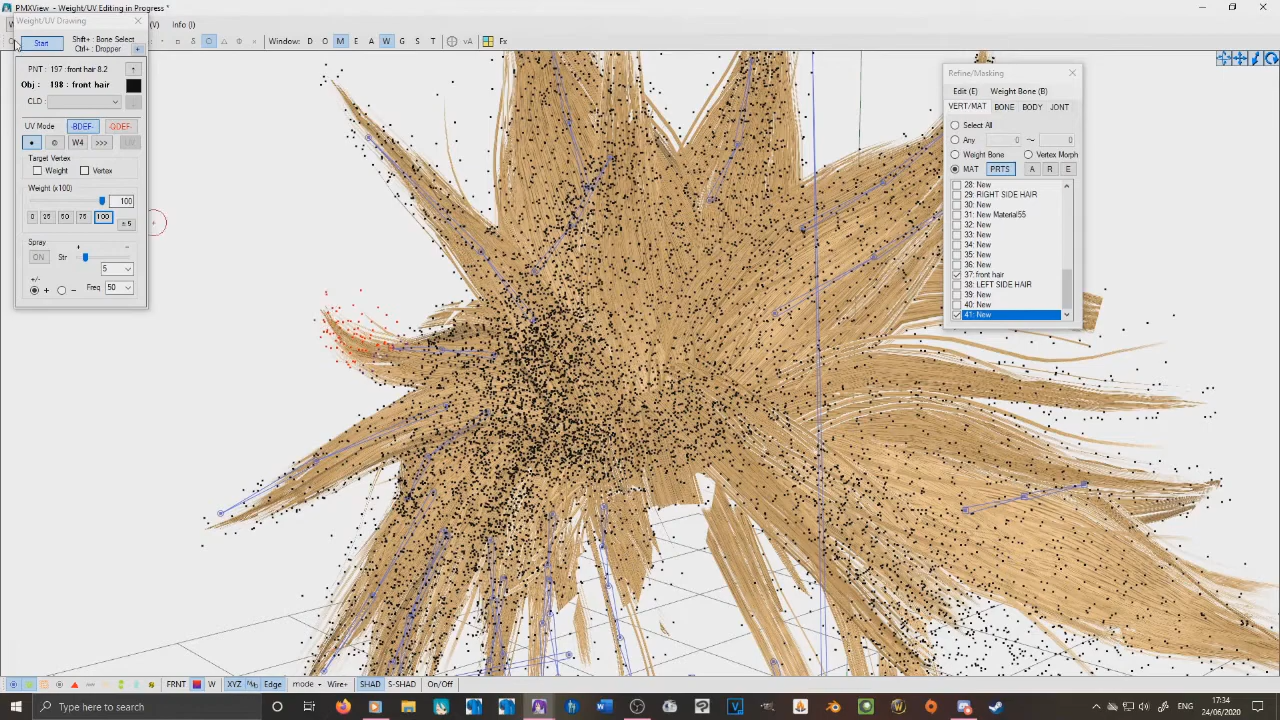 PMXView - Weight/UV Editing in Progress *
Weight/UV Drawing
(V) Info (I)
Start
Shift+ : Bone Select
Ctrl+ : Dropper
Window: D O M E A W G S T
vA
Fx
PNT: 197 :front hair 8.2
Obj : 198 : front hair
CLD :
UV Mode
-BDEF-
-QDEF-
W4
>>>
Target Vertex
Weight
Vertex
Weight (x100)
100
0 25 50 75 100
± 5
Spray
ON
Str
+
-
5
+/-
+
-
Freq
50
Refine/Masking
Edit (E) Weight Bone (B)
VERT/MAT BONE BODY JONT
Select All
Any 0 ～ 0
Weight Bone Vertex Morph
MAT PRTS A R E
28: New
29: RIGHT SIDE HAIR
30: New
31: New Material55
32: New
33: New
34: New
35: New
36: New
37: front hair
38: LEFT SIDE HAIR
39: New
40: New
41: New
FRNT W XYZ Edge mode Wire+ SHAD S-SHAD On/Off
Type here to search
ENG
17:34
24/06/2020